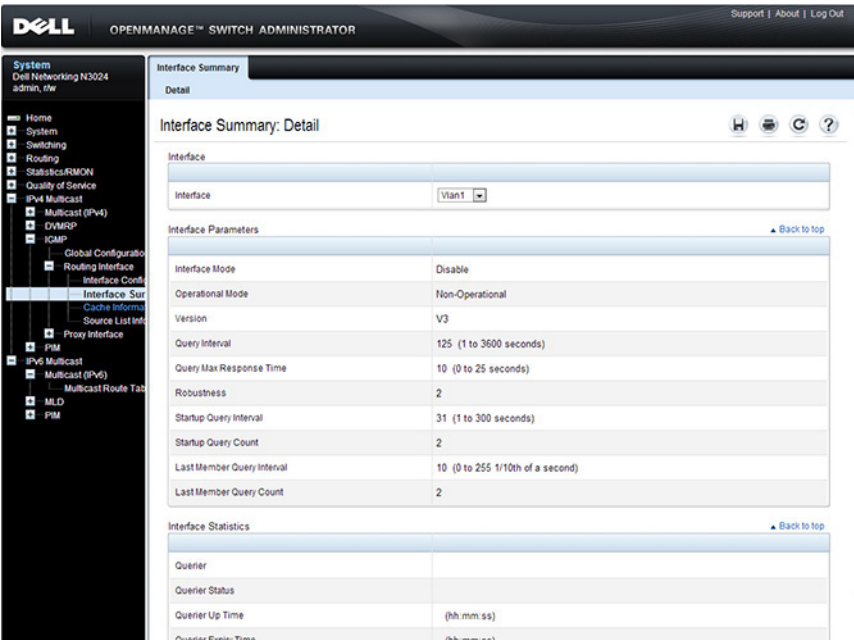 Support | About | Log Out
DELL
OPENMANAGE™ SWITCH ADMINISTRATOR
System
Dell Networking N3024
admin, r/w
Interface Summary
Detail
Home
System
Switching
Routing
Statistics/RMON
Quality of Service
IPv4 Multicast
Multicast (IPv4)
DVMRP
IGMP
Global Configuratio
Routing Interface
Interface Confi
Interface Sur
Cache Informa
Source List Info
Proxy Interface
PIM
IPv6 Multicast
Multicast (IPv6)
Multicast Route Tab
MLD
PIM
Interface Summary: Detail
Interface
Interface Vlan1
Interface Parameters Back to top
Interface Mode Disable
Operational Mode Non-Operational
Version V3
Query Interval 125 (1 to 3600 seconds)
Query Max Response Time 10 (0 to 25 seconds)
Robustness 2
Startup Query Interval 31 (1 to 300 seconds)
Startup Query Count 2
Last Member Query Interval 10 (0 to 255 1/10th of a second)
Last Member Query Count 2
Interface Statistics Back to top
Querier
Querier Status
Querier Up Time (hh:mm:ss)
Querier Expiry Time (hh:mm:ss)